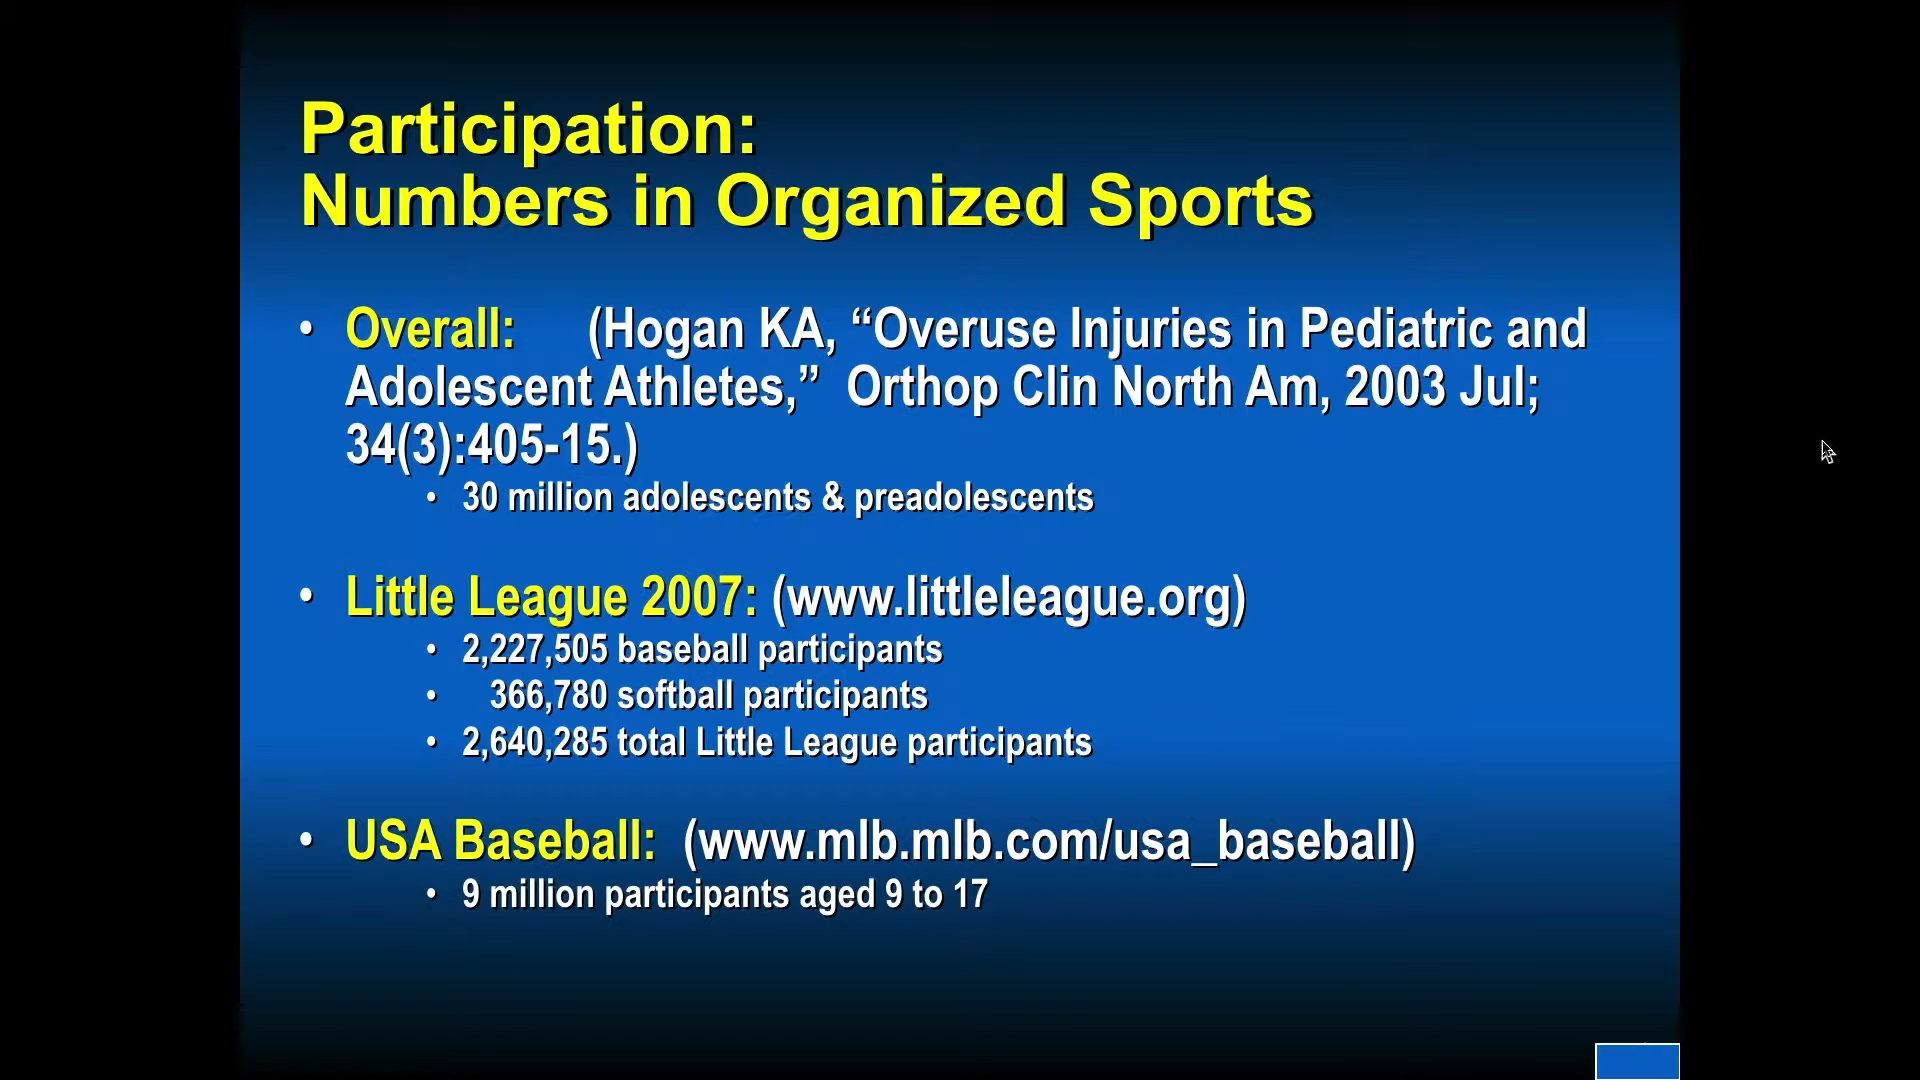 Participation:
Numbers in Organized Sports
• Overall: (Hogan KA, “Overuse Injuries in Pediatric and
Adolescent Athletes,” Orthop Clin North Am, 2003 Jul;
34(3):405-15.)
• 30 million adolescents & preadolescents
• Little League 2007: (www.littleleague.org)
• 2,227,505 baseball participants
• 366,780 softball participants
• 2,640,285 total Little League participants
• USA Baseball: (www.mlb.mlb.com/usa_baseball)
• 9 million participants aged 9 to 17